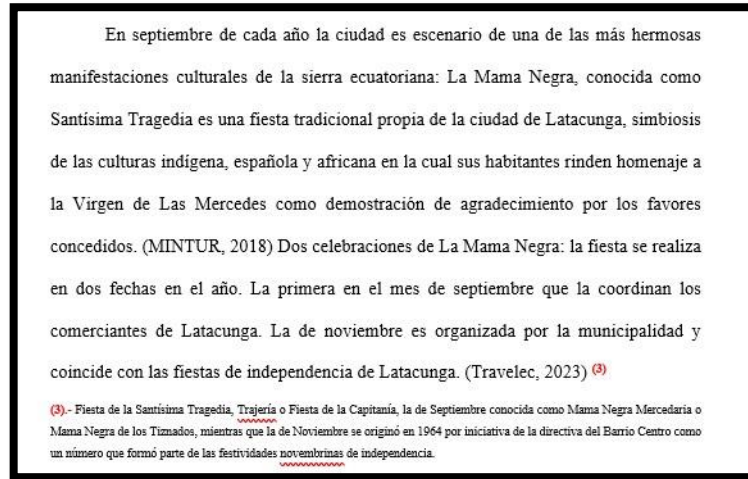 En septiembre de cada año la ciudad es escenario de una de las más hermosas
manifestaciones culturales de la sierra ecuatoriana: La Mama Negra, conocida como
Santísima Tragedia es una fiesta tradicional propia de la ciudad de Latacunga, simbiosis
de las culturas indígena, española y africana en la cual sus habitantes rinden homenaje a
la Virgen de Las Mercedes como demostración de agradecimiento por los favores
concedidos. (MINTUR, 2018) Dos celebraciones de La Mama Negra: la fiesta se realiza
en dos fechas en el año. La primera en el mes de septiembre que la coordinan los
comerciantes de Latacunga. La de noviembre es organizada por la municipalidad y
coincide con las fiestas de independencia de Latacunga. (Travelec, 2023) (3)
(3).- Fiesta de la Santísima Tragedia, Trajería o Fiesta de la Capitanía, la de Septiembre conocida como Mama Negra Mercedaria o
Mama Negra de los Tiznados, mientras que la de Noviembre se originó en 1964 por iniciativa de la directiva del Barrio Centro como
un número que formó parte de las festividades novembrinas de independencia.